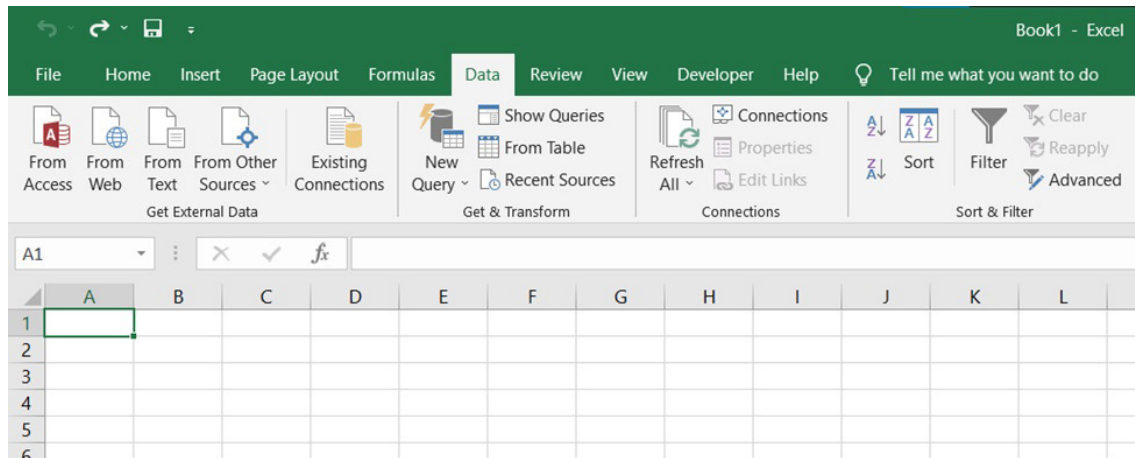 Book1 - Excel
File Home Insert Page Layout Formulas Data Review View Developer Help Tell me what you want to do
From Access
From Web
From Text
From Other Sources
Existing Connections
Get External Data
New Query
Show Queries
From Table
Recent Sources
Get & Transform
Refresh All
Connections
Properties
Edit Links
Connections
Sort
Filter
Clear
Reapply
Advanced
Sort & Filter
A1 fx
A B C D E F G H I J K L
1
2
3
4
5
6